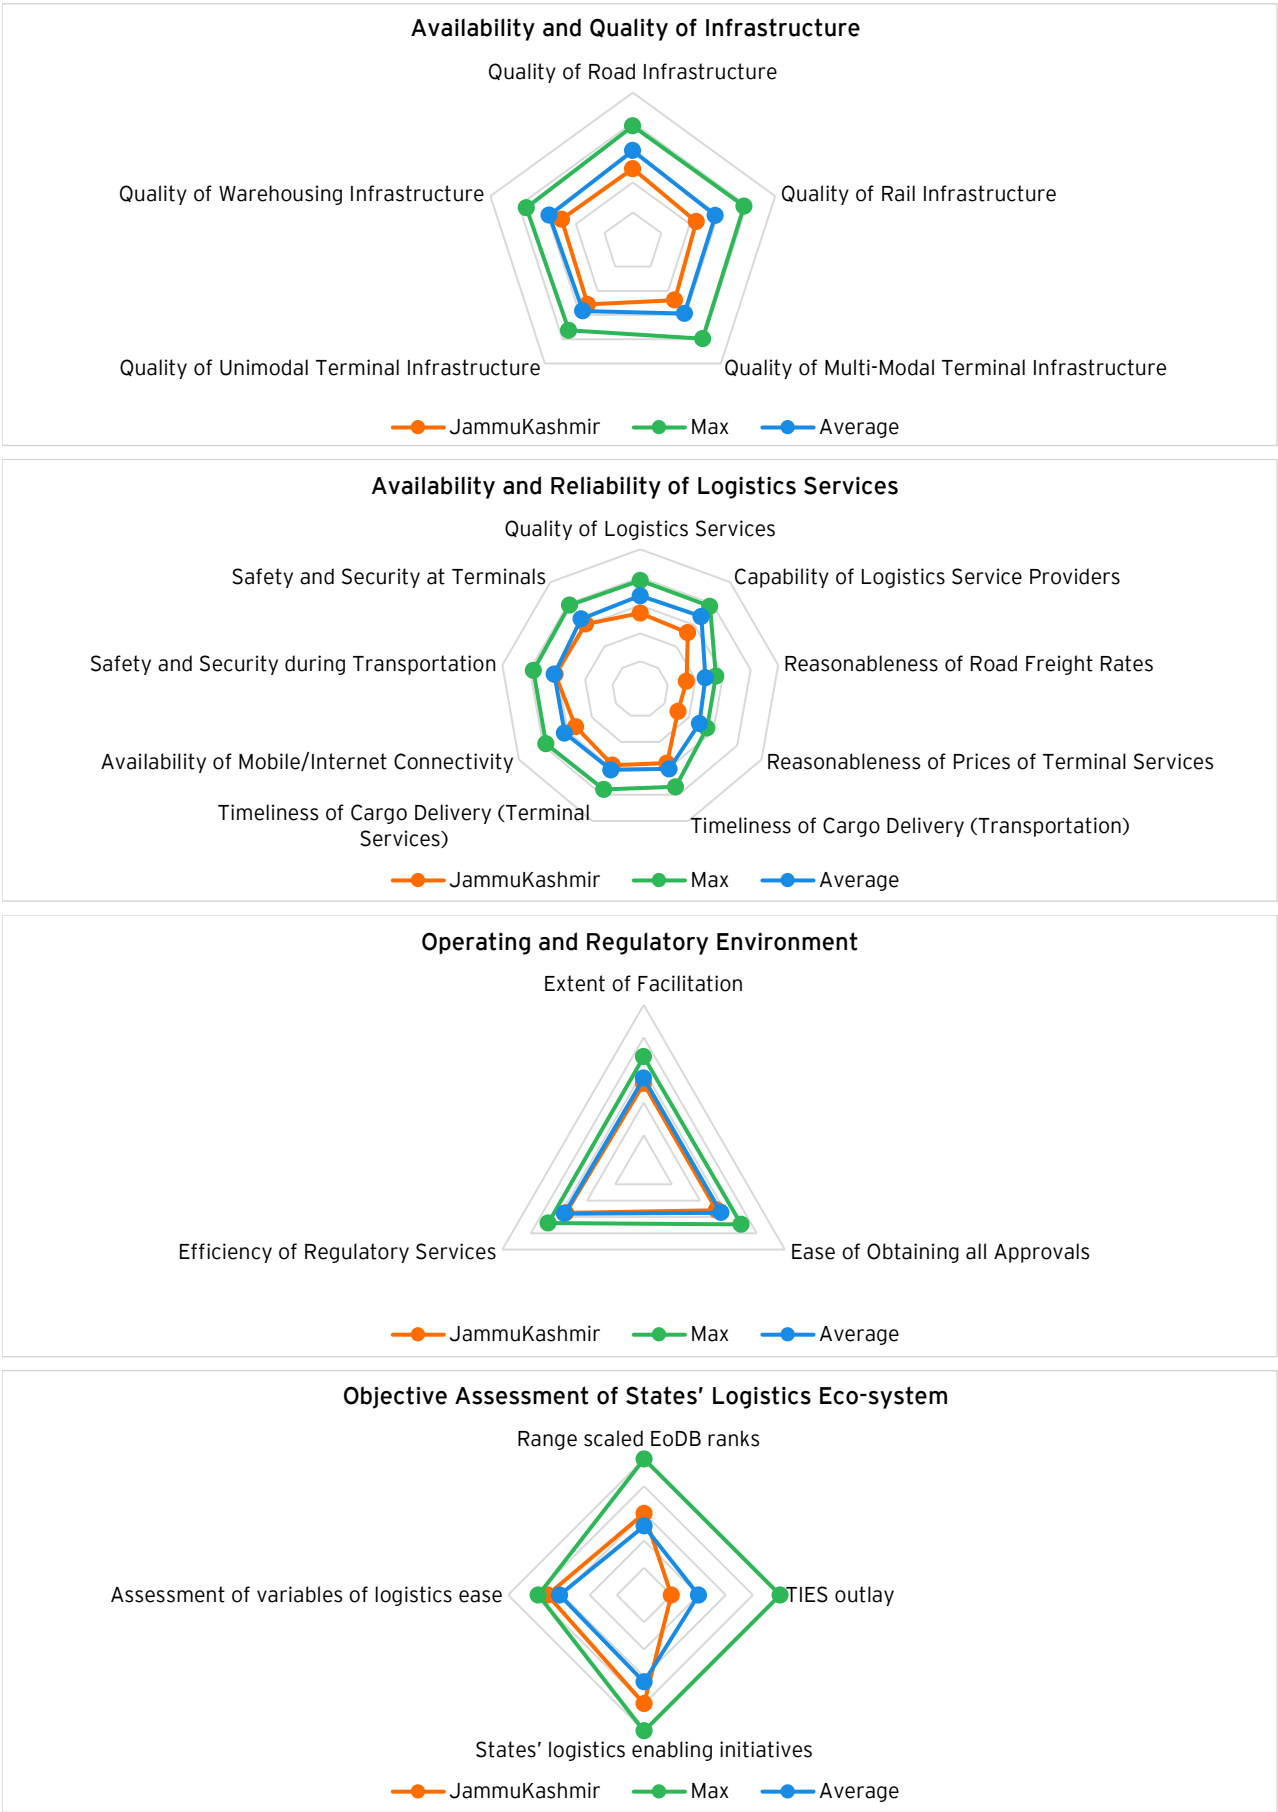 Availability and Quality of Infrastructure
Quality of Road Infrastructure
Quality of Warehousing Infrastructure
Quality of Rail Infrastructure
Quality of Unimodal Terminal Infrastructure
Quality of Multi-Modal Terminal Infrastructure
JammuKashmir Max Average
Availability and Reliability of Logistics Services
Quality of Logistics Services
Safety and Security at Terminals
Capability of Logistics Service Providers
Safety and Security during Transportation
Reasonableness of Road Freight Rates
Availability of Mobile/Internet Connectivity
Reasonableness of Prices of Terminal Services
Timeliness of Cargo Delivery (Terminal
Services)
Timeliness of Cargo Delivery (Transportation)
JammuKashmir Max Average
Operating and Regulatory Environment
Extent of Facilitation
Efficiency of Regulatory Services
Ease of Obtaining all Approvals
JammuKashmir Max Average
Objective Assessment of States' Logistics Eco-system
Range scaled EoDB ranks
Assessment of variables of logistics ease
TIES outlay
States' logistics enabling initiatives
JammuKashmir Max Average